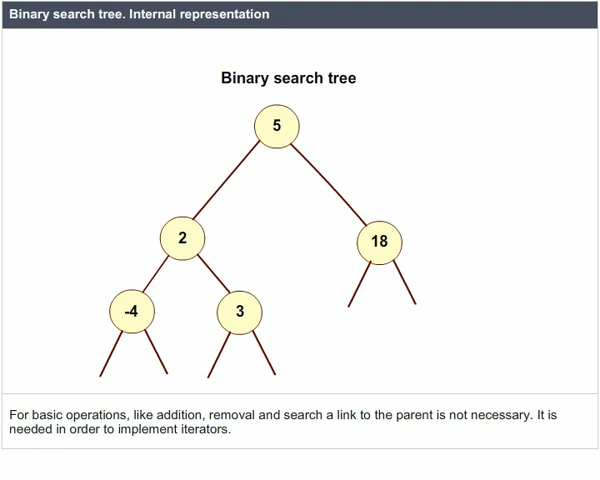 Binary search tree. Internal representation
Binary search tree
5
2
18
-4
3
For basic operations, like addition, removal and search a link to the parent is not necessary. It is
needed in order to implement iterators.